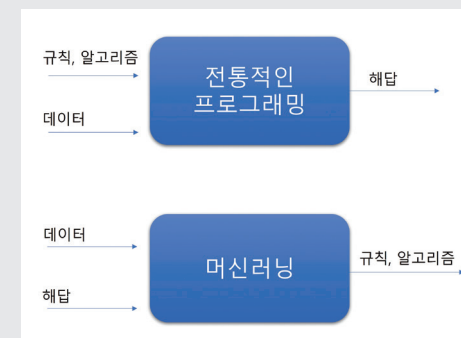 규칙, 알고리즘
전통적인
프로그래밍
해답
데이터
데이터
머신러닝
규칙, 알고리즘
해답